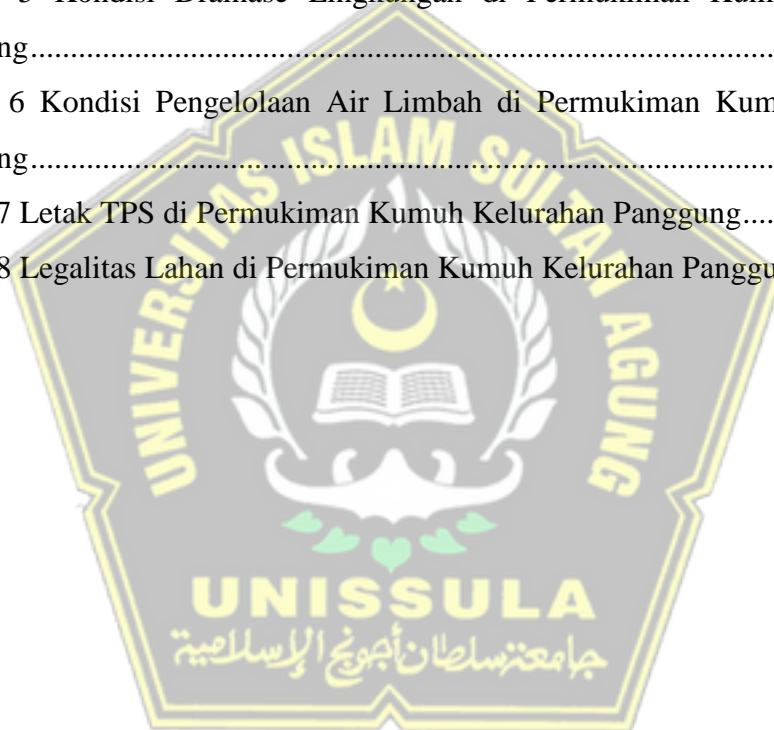 5 Kondisi Drainase Lingkungan di Permukiman Kum
ng....................................................................................................
6 Kondisi Pengelolaan Air Limbah di Permukiman Kum
ng....................................................................................................
7 Letak TPS di Permukiman Kumuh Kelurahan Panggung.....
8 Legalitas Lahan di Permukiman Kumuh Kelurahan Panggu
UNIVERSITAS ISLAM SULTAN AGUNG
UNISSULA
جامعة سلطان أجونج الإسلامية